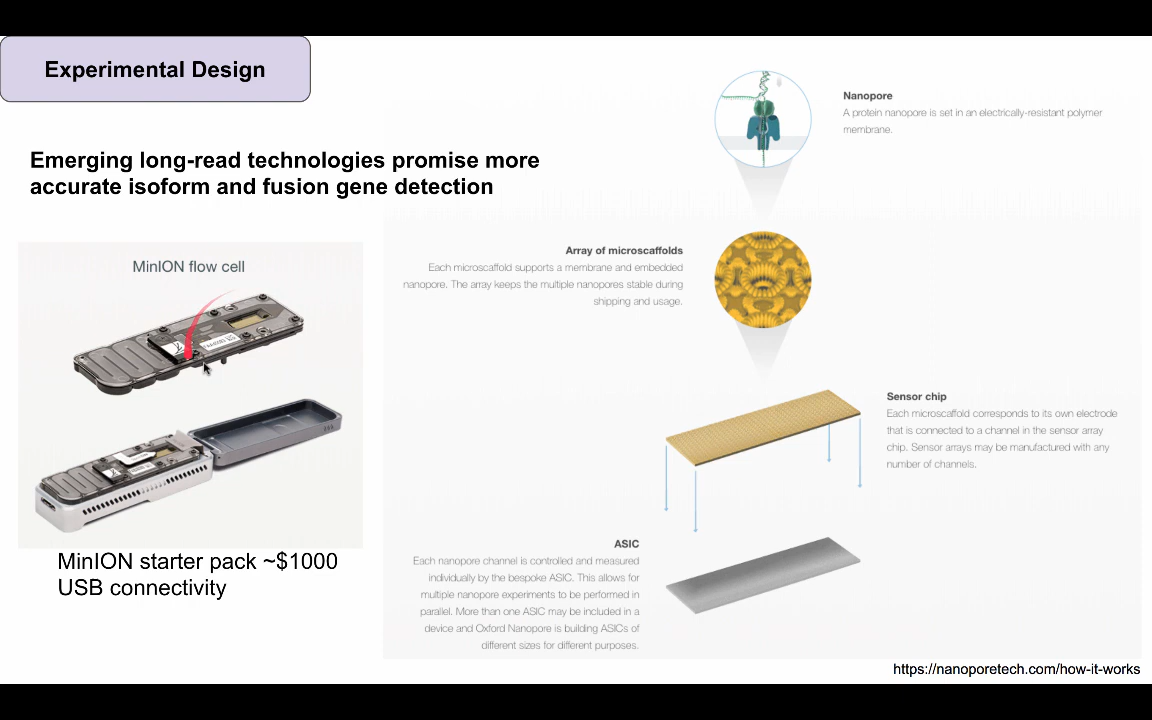 Experimental Design
Emerging long-read technologies promise more
accurate isoform and fusion gene detection
MinION flow cell
MinION starter pack ~$1000
USB connectivity
Nanopore
A protein nanopore is set in an electrically-resistant polymer
membrane.
Array of microscaffolds
Each microscaffold supports a membrane and embedded
nanopore. The array keeps the multiple nanopores stable during
shipping and usage.
Sensor chip
Each microscaffold corresponds to its own electrode
that is connected to a channel in the sensor array
chip. Sensor arrays may be manufactured with any
number of channels.
ASIC
Each nanopore channel is controlled and measured
individually by the bespoke ASIC. This allows for
multiple nanopore experiments to be performed in
parallel. More than one ASIC may be included in a
device and Oxford Nanopore is building ASICs of
different sizes for different purposes.
https://nanoporetech.com/how-it-works